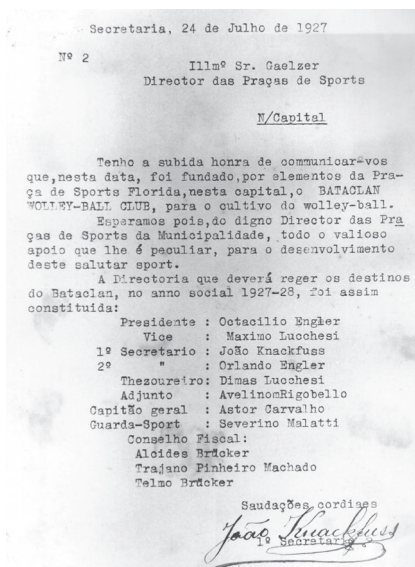 Secretaria, 24 de Julho de 1927
Nº 2
Illmº Sr. Gaelzer
Director das Praças de Sports
N/Capital
Tenho a subida honra de communicar-vos
que,nesta data, foi fundado,por elementos da Pra-
ça de Sports Florida,nesta capital,o BATACLAN
WOLLEY-BALL CLUB, para o cultivo do wolley-ball.
Esperamos pois,do digno Director das Pra
ças de Sports da Municipalidade, todo o valioso
apoio que lhe é peculiar, para o desenvolvimento
deste salutar sport.
A Directoria que deverá reger os destinos
do Bataclan, no anno social 1927-28, foi assim
constituida:
Presidente : Octacilio Engler
Vice : Maximo Lucchesi
1º Secretario : João Knackfuss
2º " : Orlando Engler
Thezoureiro: Dimas Lucchesi
Adjunto : AvelinomRigobello
Capitão geral : Astor Carvalho
Guarda-Sport : Severino Malatti
Conselho Fiscal:
Alcides Brücker
Trajano Pinheiro Machado
Telmo Brücker
Saudações cordiaes
João Knackfuss
1º Secretario